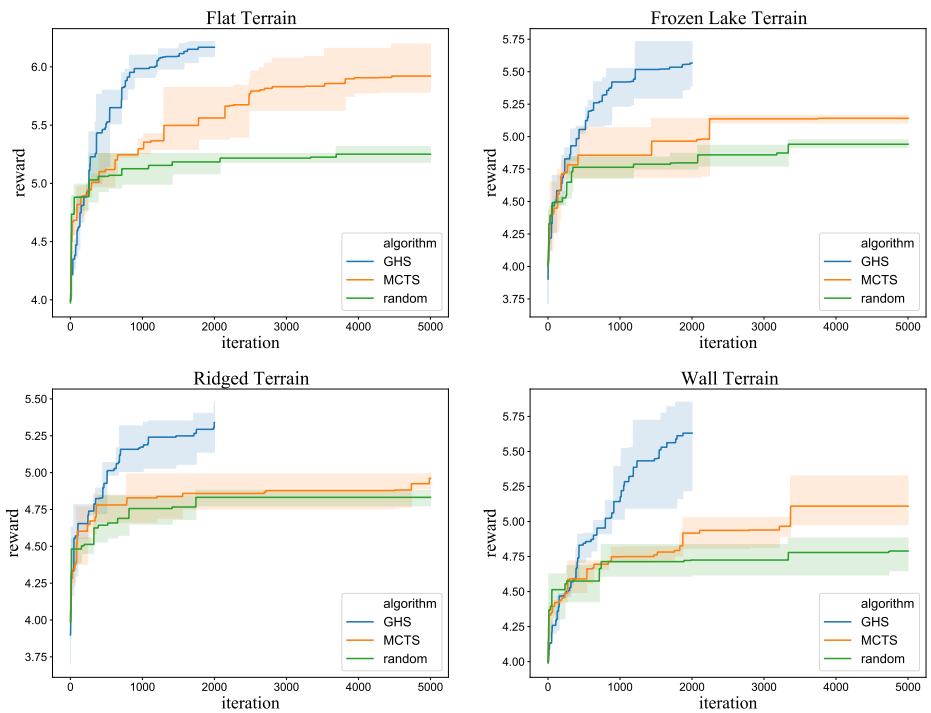 Flat Terrain
reward
6.0
5.5
5.0
4.5
4.0
algorithm
GHS
MCTS
random
0
1000
2000
3000
4000
5000
iteration
Frozen Lake Terrain
reward
5.75
5.50
5.25
5.00
4.75
4.50
4.25
4.00
3.75
algorithm
GHS
MCTS
random
0
1000
2000
3000
4000
5000
iteration
Ridged Terrain
reward
5.50
5.25
5.00
4.75
4.50
4.25
4.00
3.75
algorithm
GHS
MCTS
random
0
1000
2000
3000
4000
5000
iteration
Wall Terrain
reward
5.75
5.50
5.25
5.00
4.75
4.50
4.25
4.00
algorithm
GHS
MCTS
random
0
1000
2000
3000
4000
5000
iteration